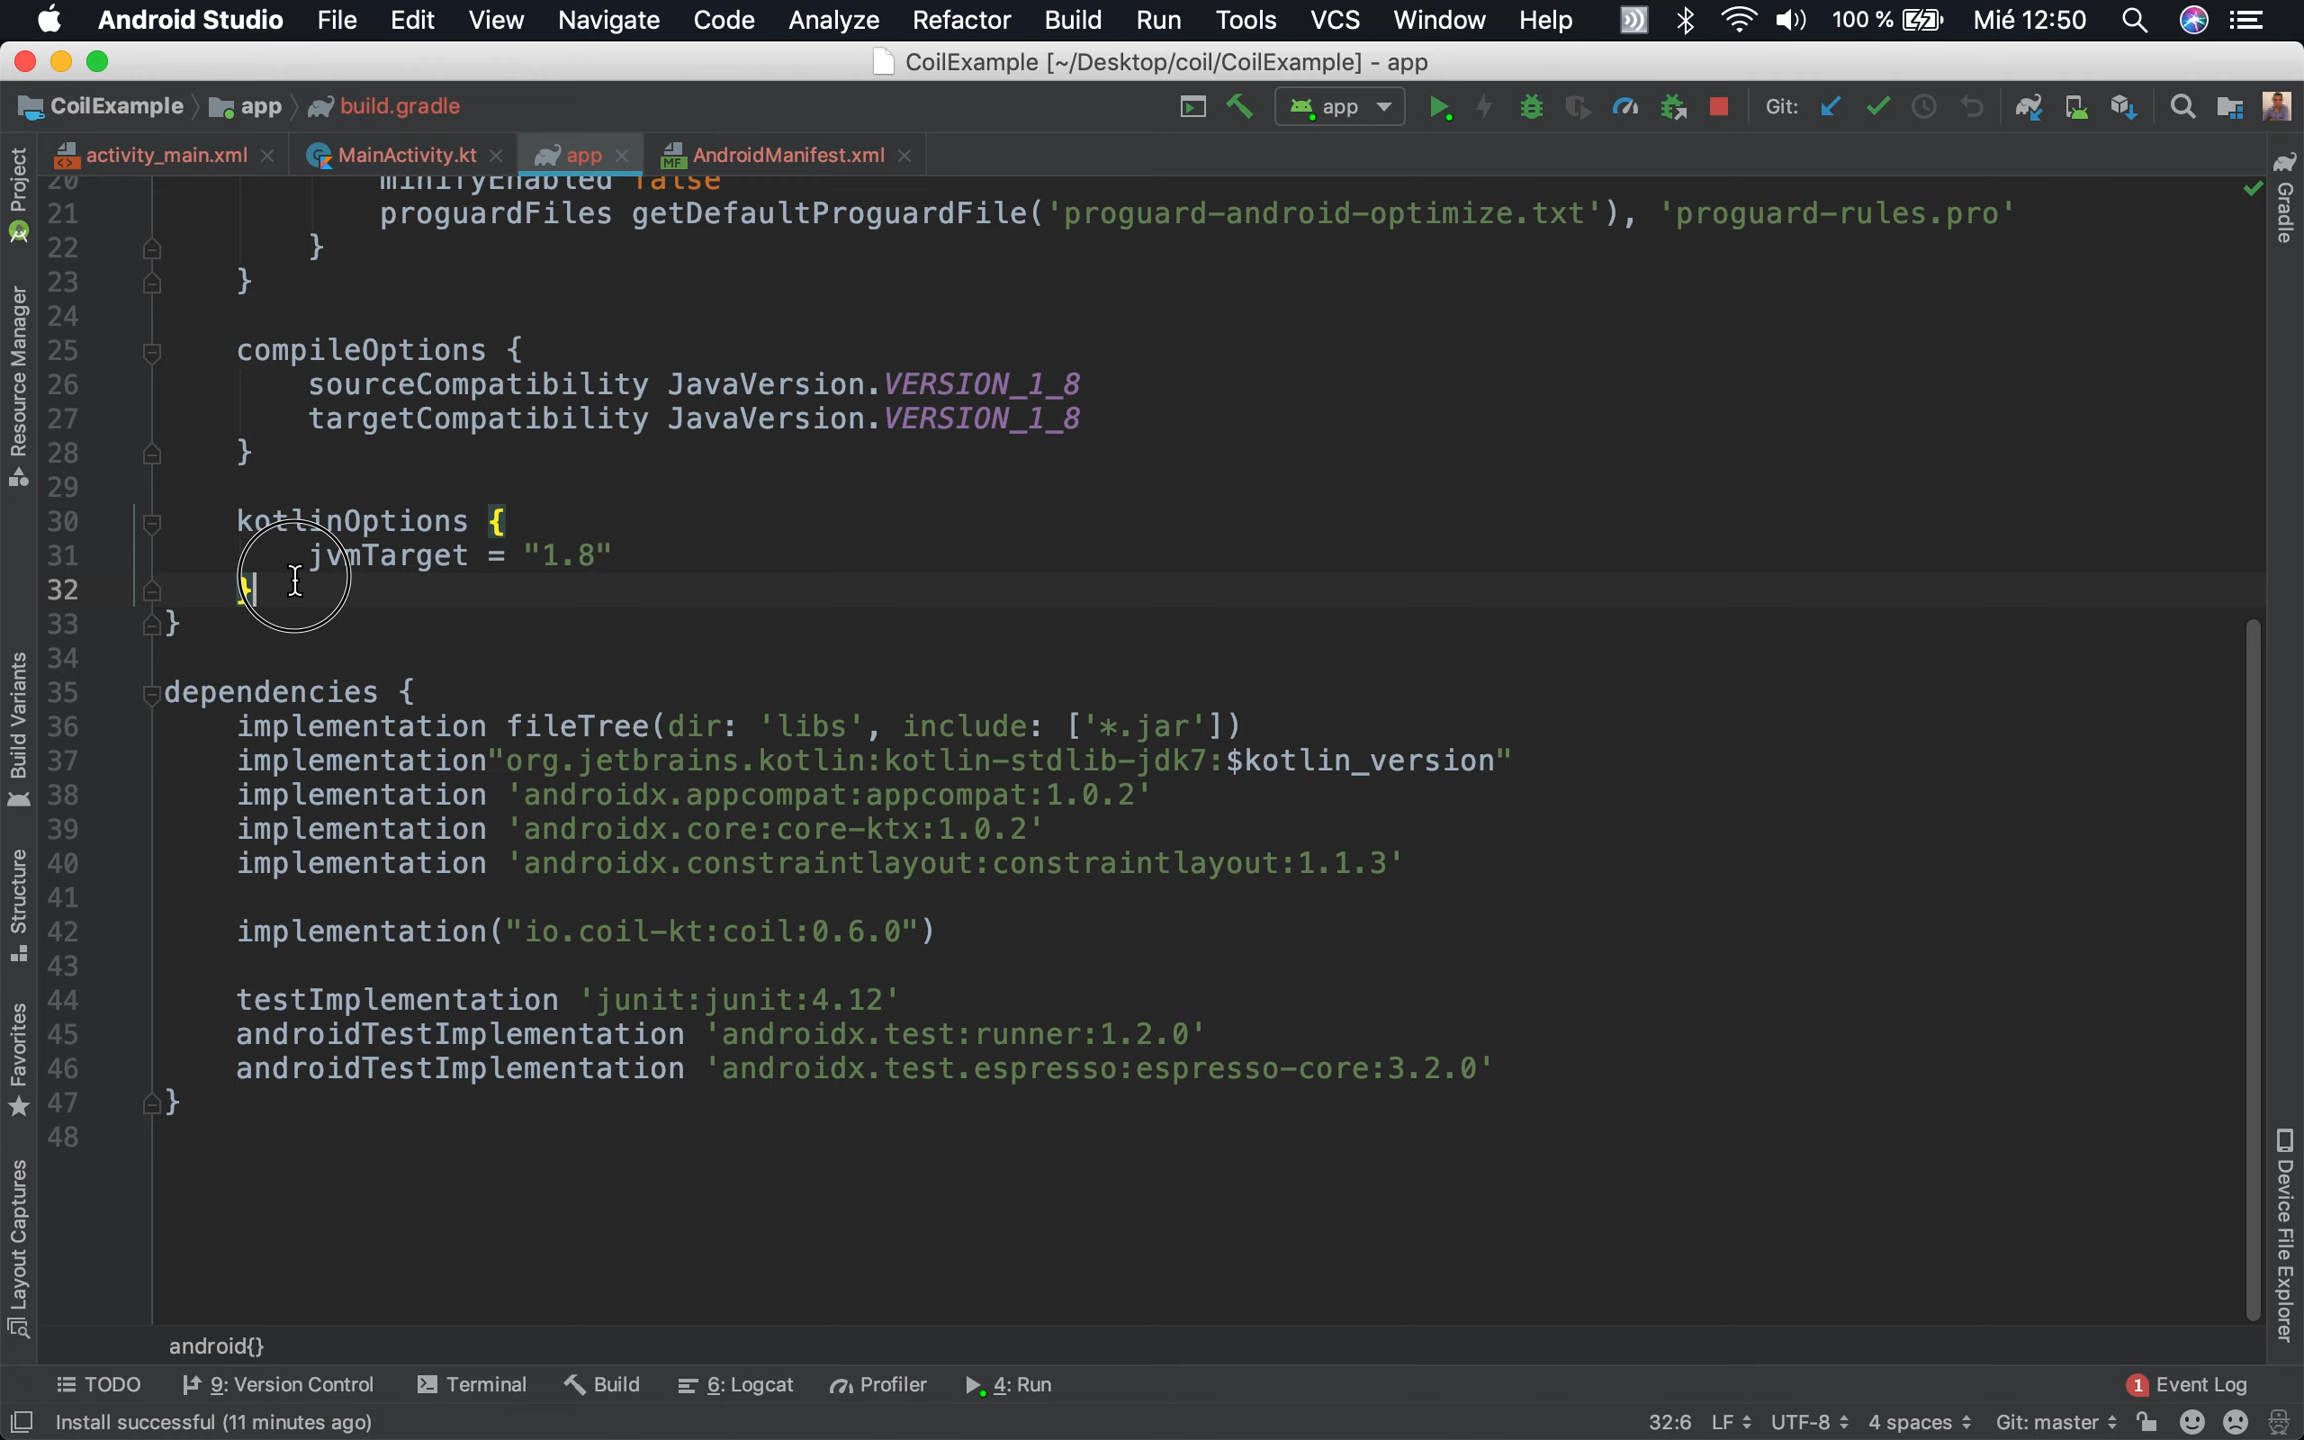 Android Studio File Edit View Navigate Code Analyze Refactor Build Run Tools VCS Window Help 100 % Mié 12:50
CoilExample [~/Desktop/coil/CoilExample] - app
CoilExample app build.gradle app Git:
activity_main.xml MainActivity.kt app AndroidManifest.xml
20 minifyEnabled false
21 proguardFiles getDefaultProguardFile('proguard-android-optimize.txt'), 'proguard-rules.pro'
22 }
23 }
24
25 compileOptions {
26 sourceCompatibility JavaVersion.VERSION_1_8
27 targetCompatibility JavaVersion.VERSION_1_8
28 }
29
30 kotlinOptions {
31 jvmTarget = "1.8"
32 }
33 }
34
35 dependencies {
36 implementation fileTree(dir: 'libs', include: ['*.jar'])
37 implementation"org.jetbrains.kotlin:kotlin-stdlib-jdk7:$kotlin_version"
38 implementation 'androidx.appcompat:appcompat:1.0.2'
39 implementation 'androidx.core:core-ktx:1.0.2'
40 implementation 'androidx.constraintlayout:constraintlayout:1.1.3'
41
42 implementation("io.coil-kt:coil:0.6.0")
43
44 testImplementation 'junit:junit:4.12'
45 androidTestImplementation 'androidx.test:runner:1.2.0'
46 androidTestImplementation 'androidx.test.espresso:espresso-core:3.2.0'
47 }
48
Project
Resource Manager
Build Variants
Structure
Favorites
Layout Captures
Gradle
Device File Explorer
android{}
TODO 9: Version Control Terminal Build 6: Logcat Profiler 4: Run 1 Event Log
Install successful (11 minutes ago) 32:6 LF UTF-8 4 spaces Git: master